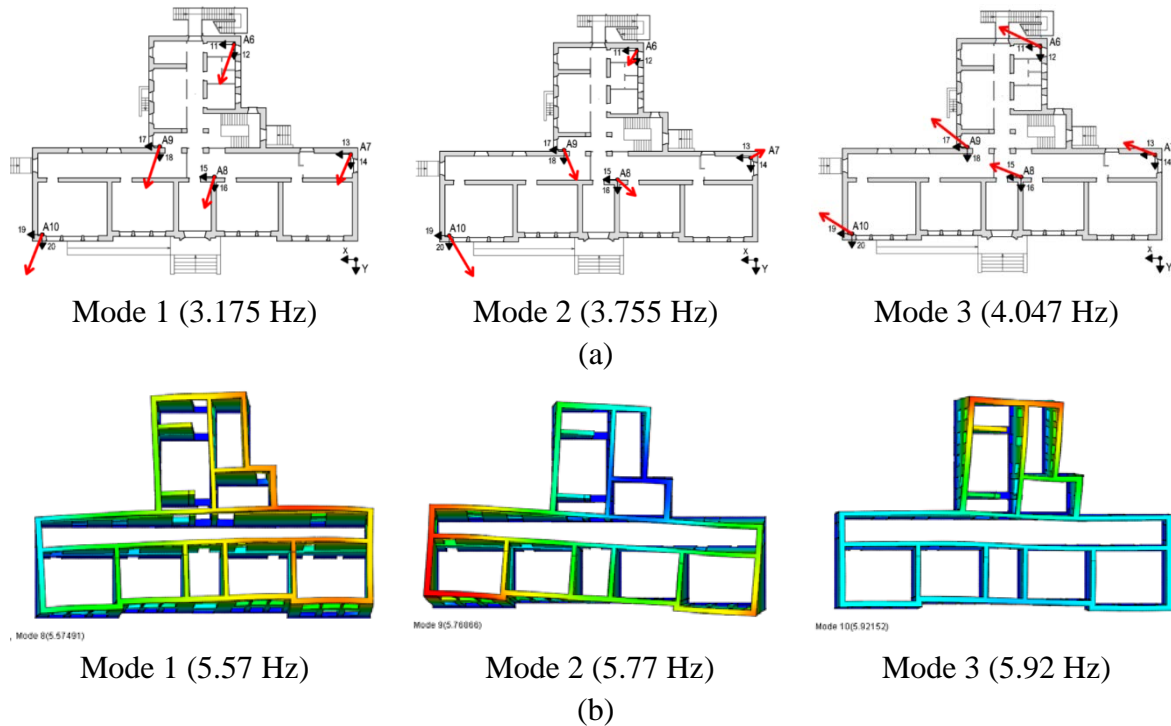 A6
11
12
17
A9
18
13
A7
14
15
A8
16
A10
19
20
X
Y
A6
11
12
17
A9
18
A7
13
14
15
A8
16
A10
19
20
X
Y
A6
11
12
17
A9
18
13
A7
14
15
A8
16
A10
19
20
X
Y
Mode 1 (3.175 Hz)
Mode 2 (3.755 Hz)
Mode 3 (4.047 Hz)
(a)
, Mode 8(5.57491)
Mode 9(5.76866)
Mode 10(5.92152)
Mode 1 (5.57 Hz)
Mode 2 (5.77 Hz)
Mode 3 (5.92 Hz)
(b)